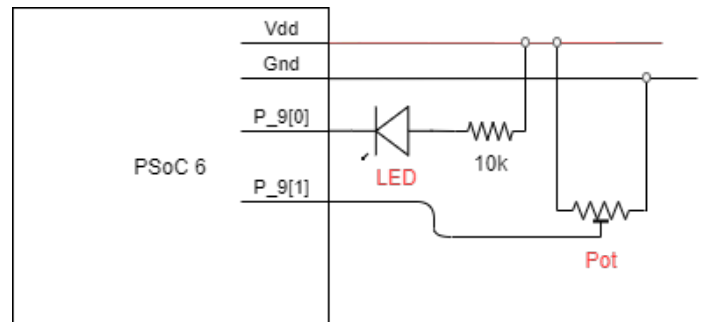 Vdd
Gnd
P_9[0]
PSoC 6
LED
10k
P_9[1]
Pot